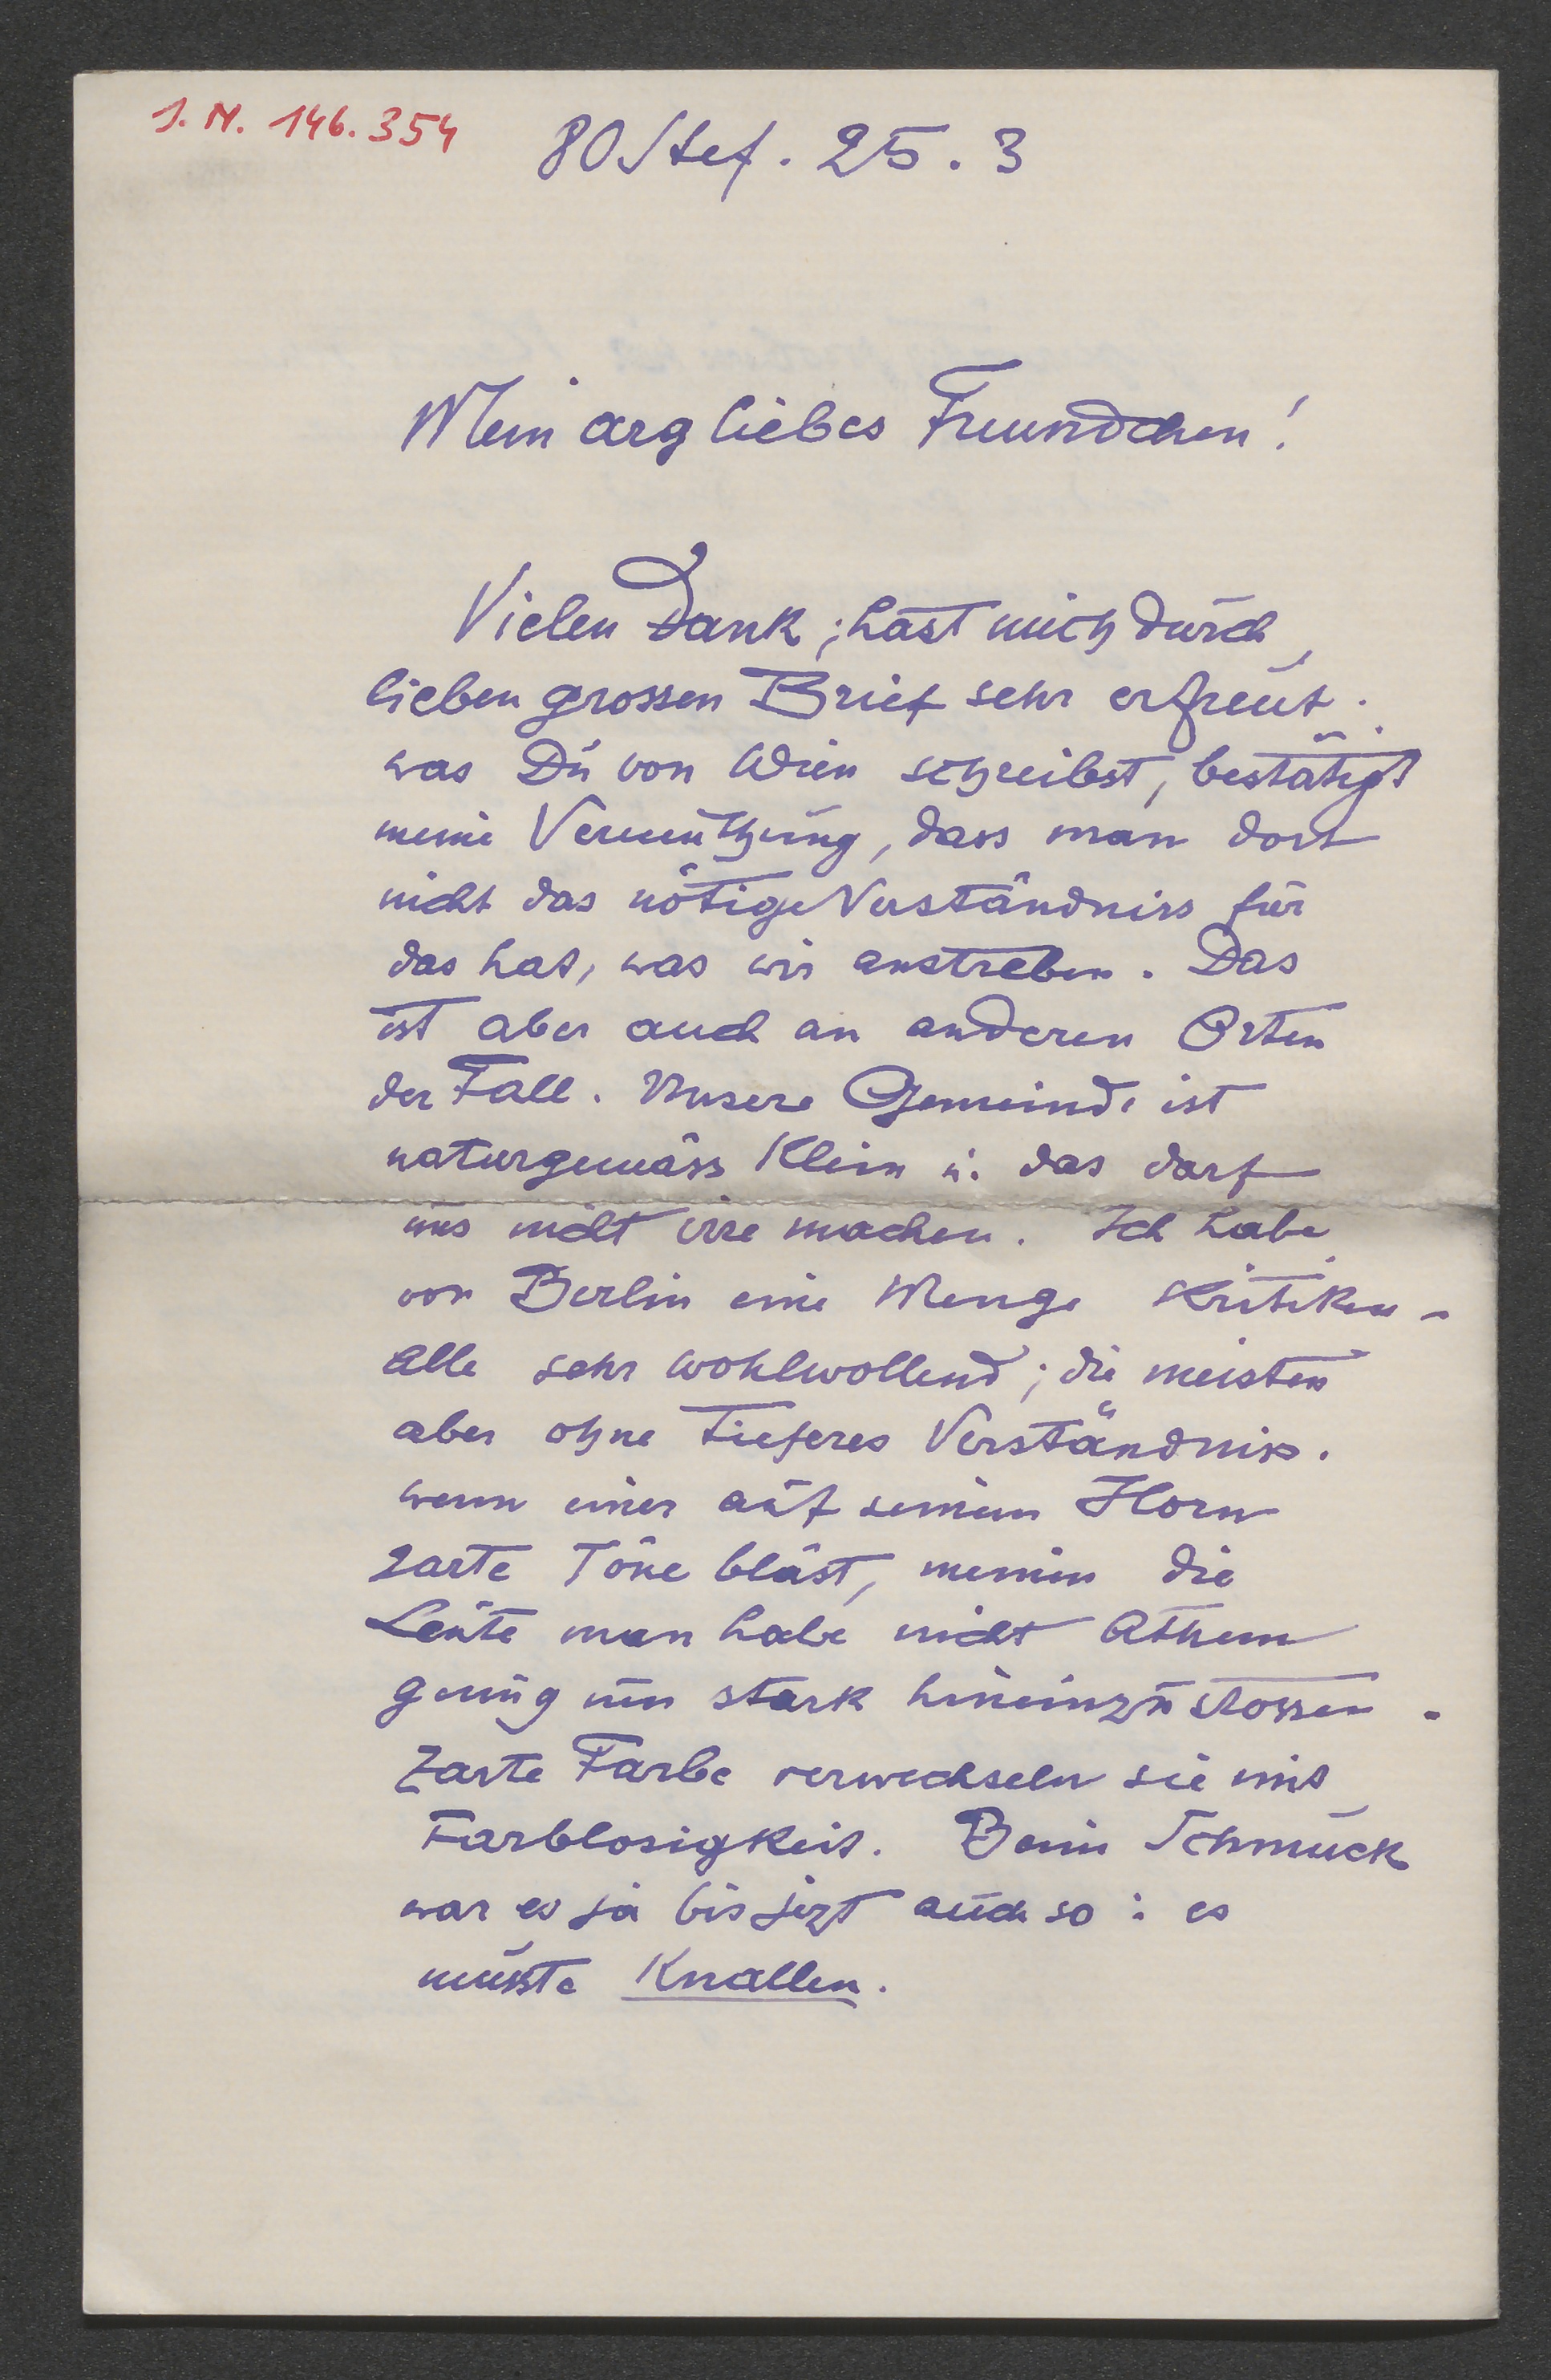 J. N. 146.354
80 Stef. 25. 3
Mein arg liebes Freundchen!
Vielen Dank; hast mich durch
lieben grossen Brief sehr erfreut.
was Du von Wien schreibst, bestätigt
meine Vermuthung, dass man dort
nicht das nötige Verständniss für
das hat, was wir anstreben. Das
ist aber auch an anderen Orten
der Fall. Unsere Gemeinde ist
naturgemäss klein u. das darf
uns nicht irre machen. Ich habe
von Berlin eine Menge Kritiken -
alle sehr wohlwollend; die meisten
aber ohne tieferes Verständniss.
wenn einer auf seinem Horn
zarte Töne bläst, meinen die
Leute man habe nicht Athem
genug um stark hineinzustossen.
Zarte Farbe verwechseln sie mit
Farblosigkeit. Beim Schmuck
war es ja bis jezt auch so: es
müsste Knallen.